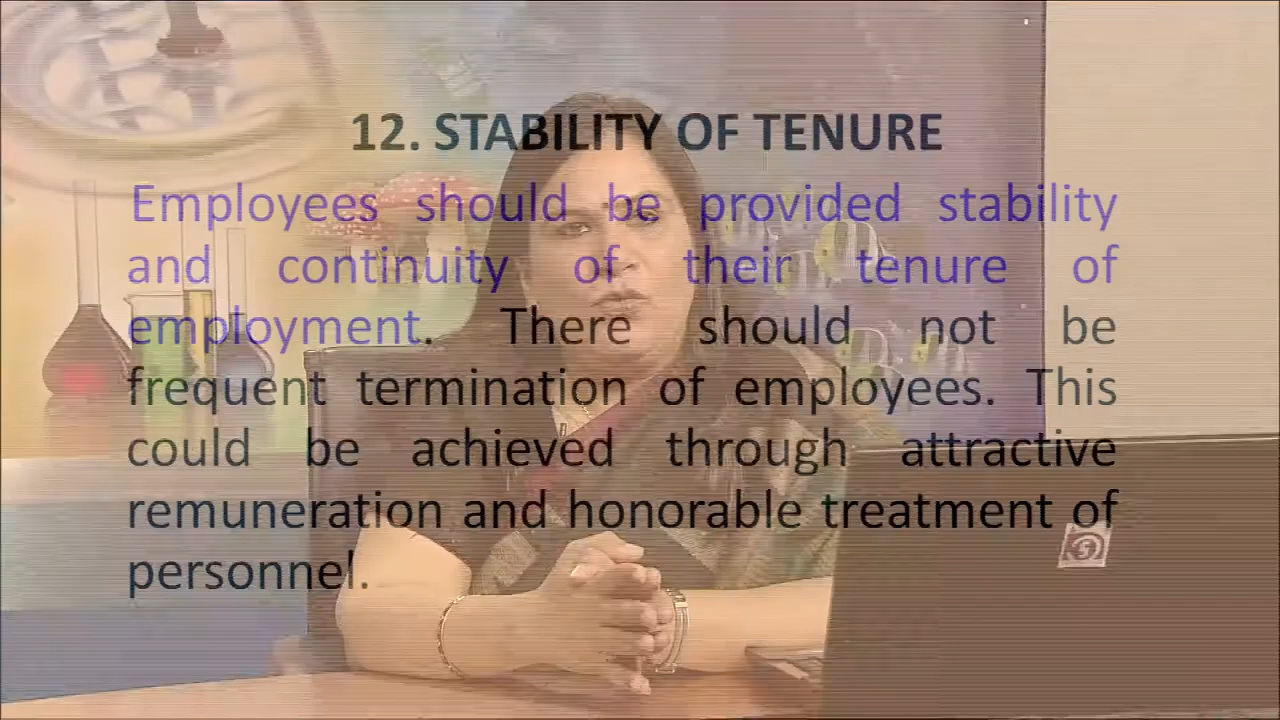 12. STABILITY OF TENURE
Employees should be provided stability
and continuity of their tenure of
employment. There should not be
frequent termination of employees. This
could be achieved through attractive
remuneration and honorable treatment of
personnel.